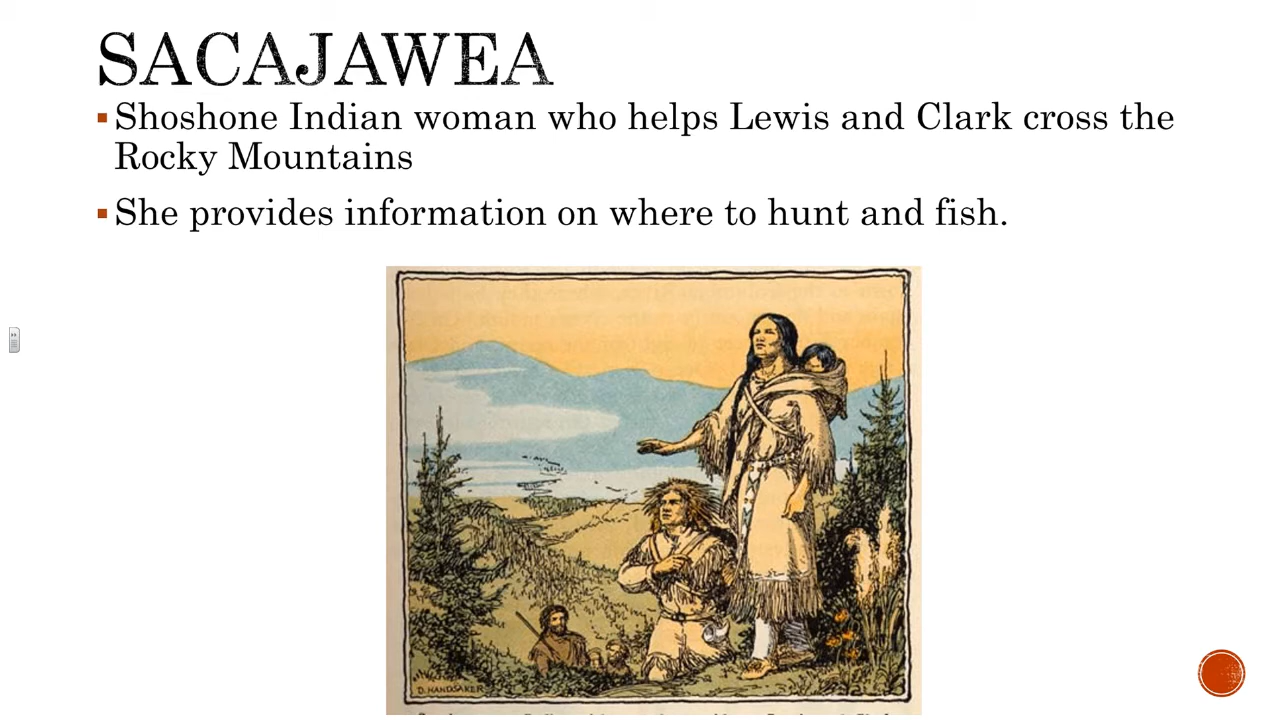 SACAJAWEA
Shoshone Indian woman who helps Lewis and Clark cross the
Rocky Mountains
She provides information on where to hunt and fish.
D. HANDSAKER